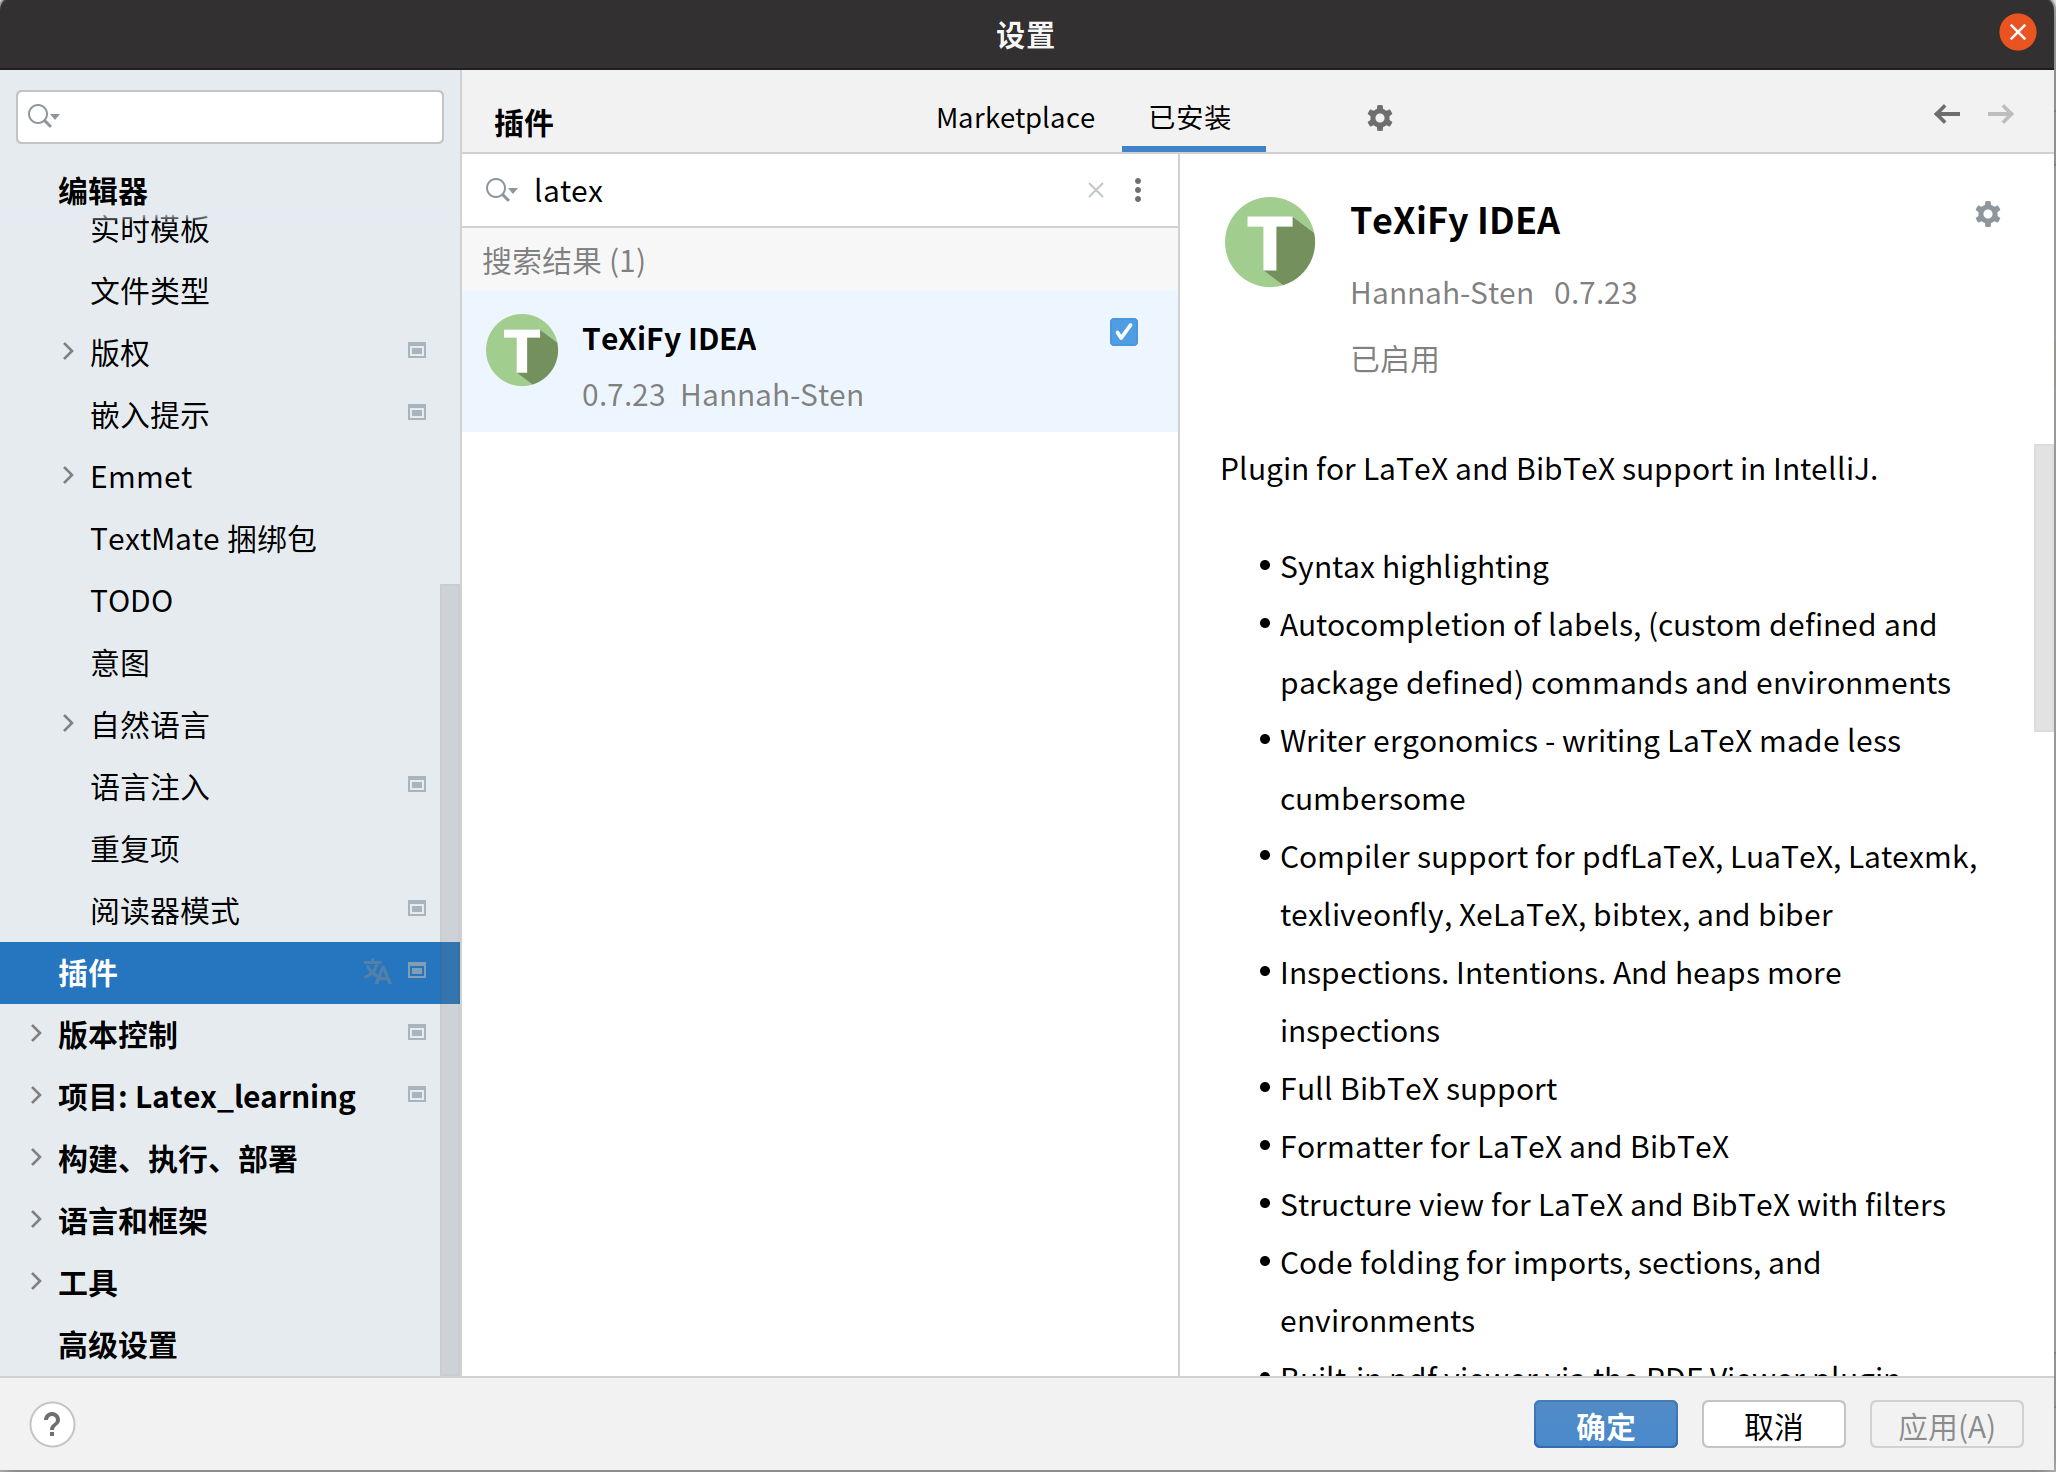 设置
编辑器
实时模板
文件类型
版权
嵌入提示
Emmet
TextMate 捆绑包
TODO
意图
自然语言
语言注入
重复项
阅读器模式
插件
版本控制
项目: Latex_learning
构建、执行、部署
语言和框架
工具
高级设置
插件
Marketplace
已安装
latex
搜索结果 (1)
TeXiFy IDEA
0.7.23 Hannah-Sten
TeXiFy IDEA
Hannah-Sten 0.7.23
已启用
Plugin for LaTeX and BibTeX support in IntelliJ.
• Syntax highlighting
• Autocompletion of labels, (custom defined and
package defined) commands and environments
• Writer ergonomics - writing LaTeX made less
cumbersome
• Compiler support for pdfLaTeX, LuaTeX, Latexmk,
texliveonfly, XeLaTeX, bibtex, and biber
• Inspections. Intentions. And heaps more
inspections
• Full BibTeX support
• Formatter for LaTeX and BibTeX
• Structure view for LaTeX and BibTeX with filters
• Code folding for imports, sections, and
environments
• Built-in pdf viewer via the PDF Viewer plugin
?
确定
取消
应用(A)